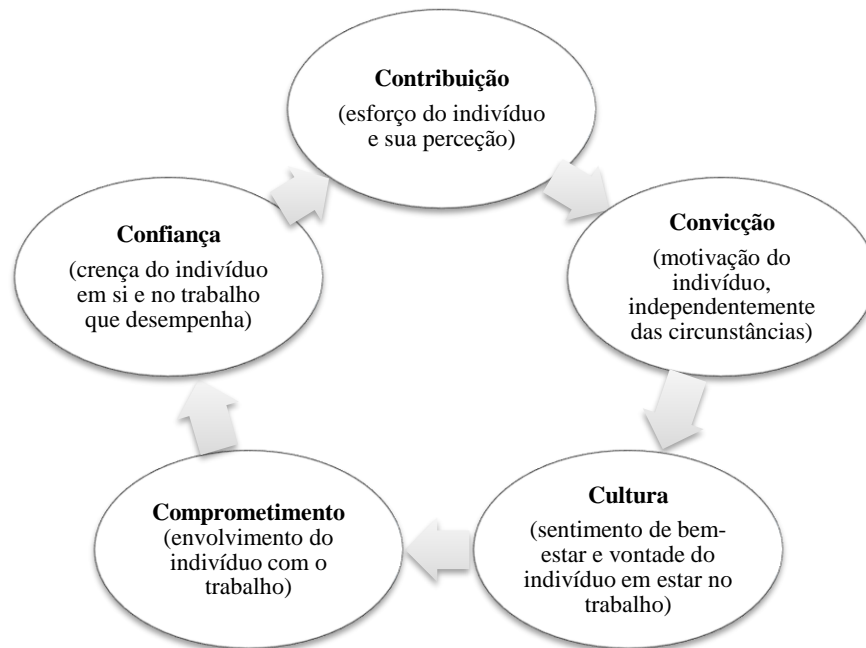 Contribuição
(esforço do indivíduo
e sua perceção)
Convicção
(motivação do
indivíduo,
independentemente
das circunstâncias)
Cultura
(sentimento de bem-
estar e vontade do
indivíduo em estar no
trabalho)
Comprometimento
(envolvimento do
indivíduo com o
trabalho)
Confiança
(crença do indivíduo
em si e no trabalho
que desempenha)